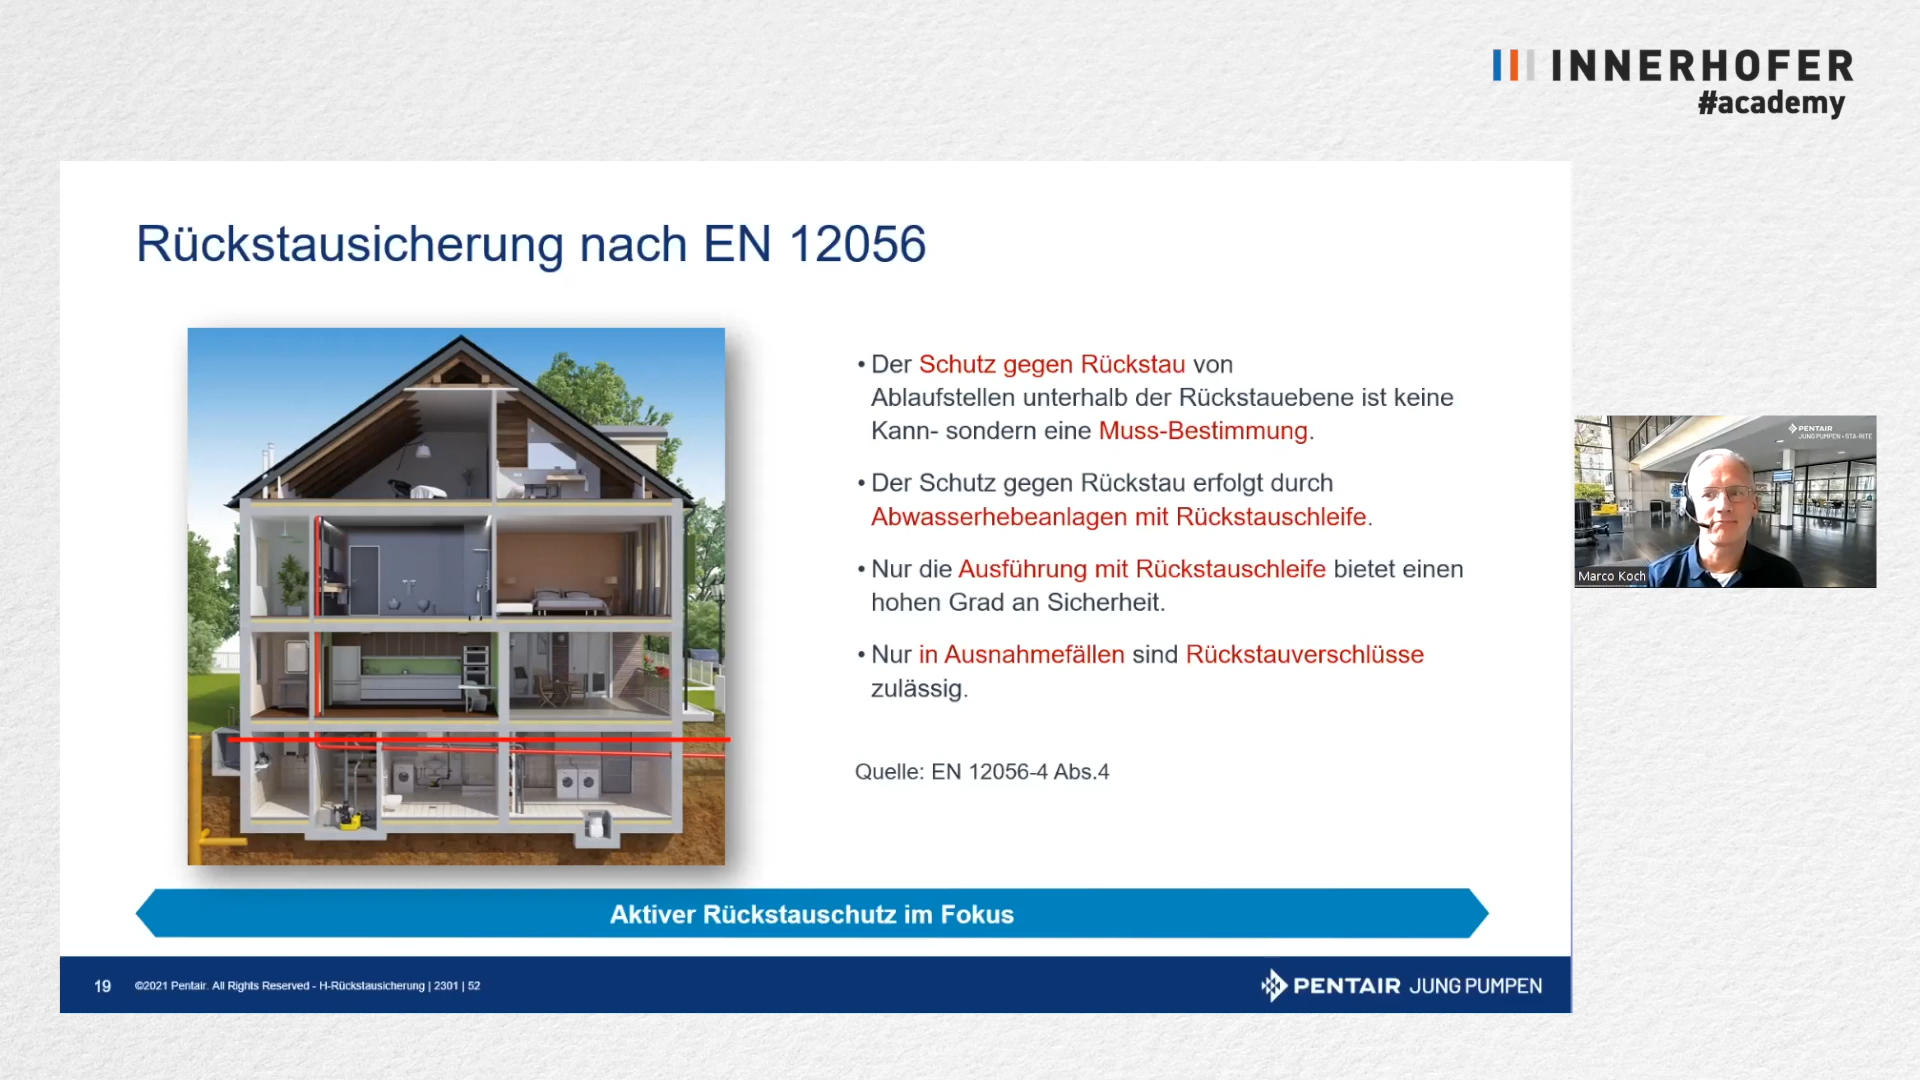 INNERHOFER
#academy
Rückstausicherung nach EN 12056
• Der Schutz gegen Rückstau von
Ablaufstellen unterhalb der Rückstauebene ist keine
Kann- sondern eine Muss-Bestimmung.
• Der Schutz gegen Rückstau erfolgt durch
Abwasserhebeanlagen mit Rückstauschleife.
• Nur die Ausführung mit Rückstauschleife bietet einen
hohen Grad an Sicherheit.
• Nur in Ausnahmefällen sind Rückstauverschlüsse
zulässig.
Quelle: EN 12056-4 Abs.4
PENTAIR
JUNG PUMPEN • STA-RITE
Marco Koch
Aktiver Rückstauschutz im Fokus
19 ©2021 Pentair. All Rights Reserved - H-Rückstausicherung | 2301 | 52
PENTAIR JUNG PUMPEN